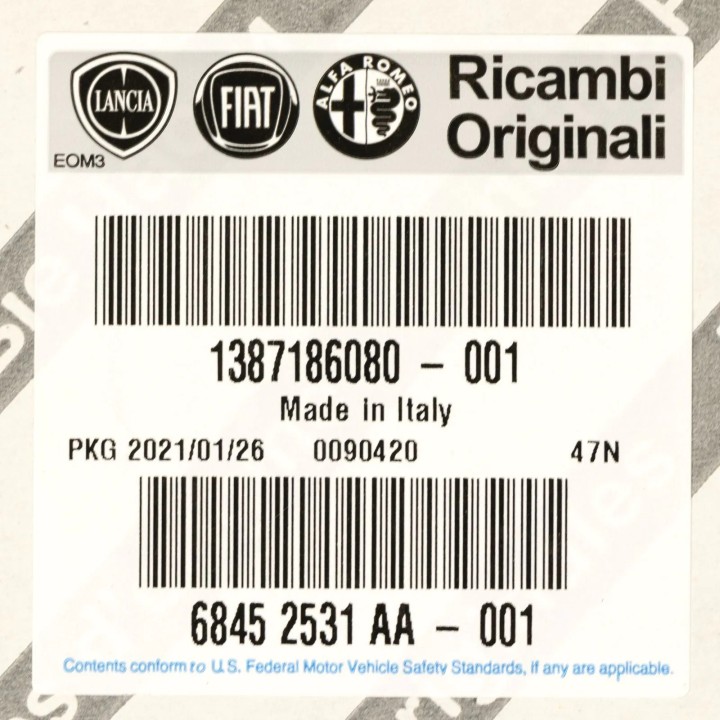 LANCIA
FIAT
ALFA ROMEO
Ricambi
Originali
EOM3
1387186080 - 001
Made in Italy
PKG 2021/01/26 0090420 47N
6845 2531 AA - 001
Contents conform to U.S. Federal Motor Vehicle Safety Standards, If any are applicable.